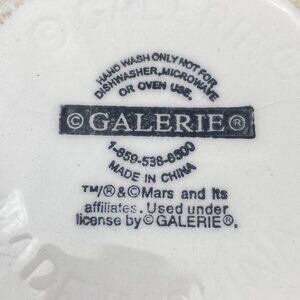 HAND WASH ONLY NOT FOR
DISHWASHER, MICROWAVE
OR OVEN USE.
©GALERIE®
1-859-538-6500
MADE IN CHINA
™/®&©Mars and its
affiliates. Used under
license by ©GALERIE®.